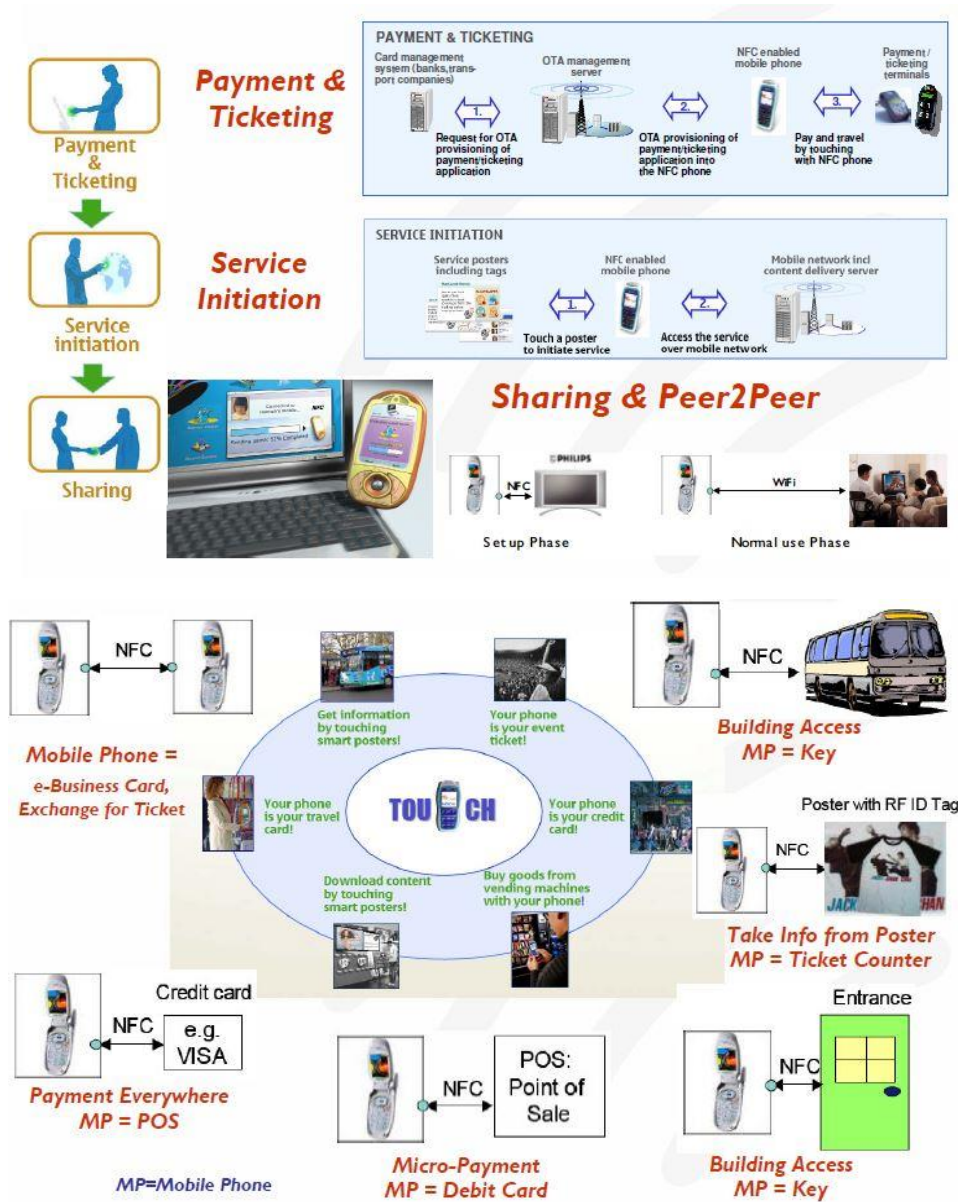 PAYMENT & TICKETING
Card management
system (banks,trans-
port companies)
OTA management
server
NFC enabled
mobile phone
Payment /
ticketing
terminals
1.
2.
3.
Request for OTA
provisioning of
payment/ticketing
application
OTA provisioning of
payment/ticketing
application into
the NFC phone
Pay and travel
by touching
with NFC phone
Payment &
Ticketing
Payment
&
Ticketing
SERVICE INITIATION
Service posters
including tags
NFC enabled
mobile phone
Mobile network incl
content delivery server
1.
2.
Touch a poster
to initiate service
Access the service
over mobile network
Service
Initiation
Service
initiation
Sharing & Peer2Peer
Sharing
NFC
PHILIPS
NFC
WiFi
Set up Phase
Normal use Phase
NFC
Mobile Phone =
e-Business Card,
Exchange for Ticket
Get information
by touching
smart posters!
Your phone
is your event
ticket!
Your phone
is your travel
card!
TOU CH
Your phone
is your credit
card!
Download content
by touching
smart posters!
Buy goods from
vending machines
with your phone!
NFC
Building Access
MP = Key
Poster with RF ID Tag
NFC
JACK CHAN
Take Info from Poster
MP = Ticket Counter
Credit card
NFC
e.g.
VISA
Payment Everywhere
MP = POS
NFC
POS:
Point of
Sale
Micro-Payment
MP = Debit Card
Entrance
NFC
Building Access
MP = Key
MP=Mobile Phone